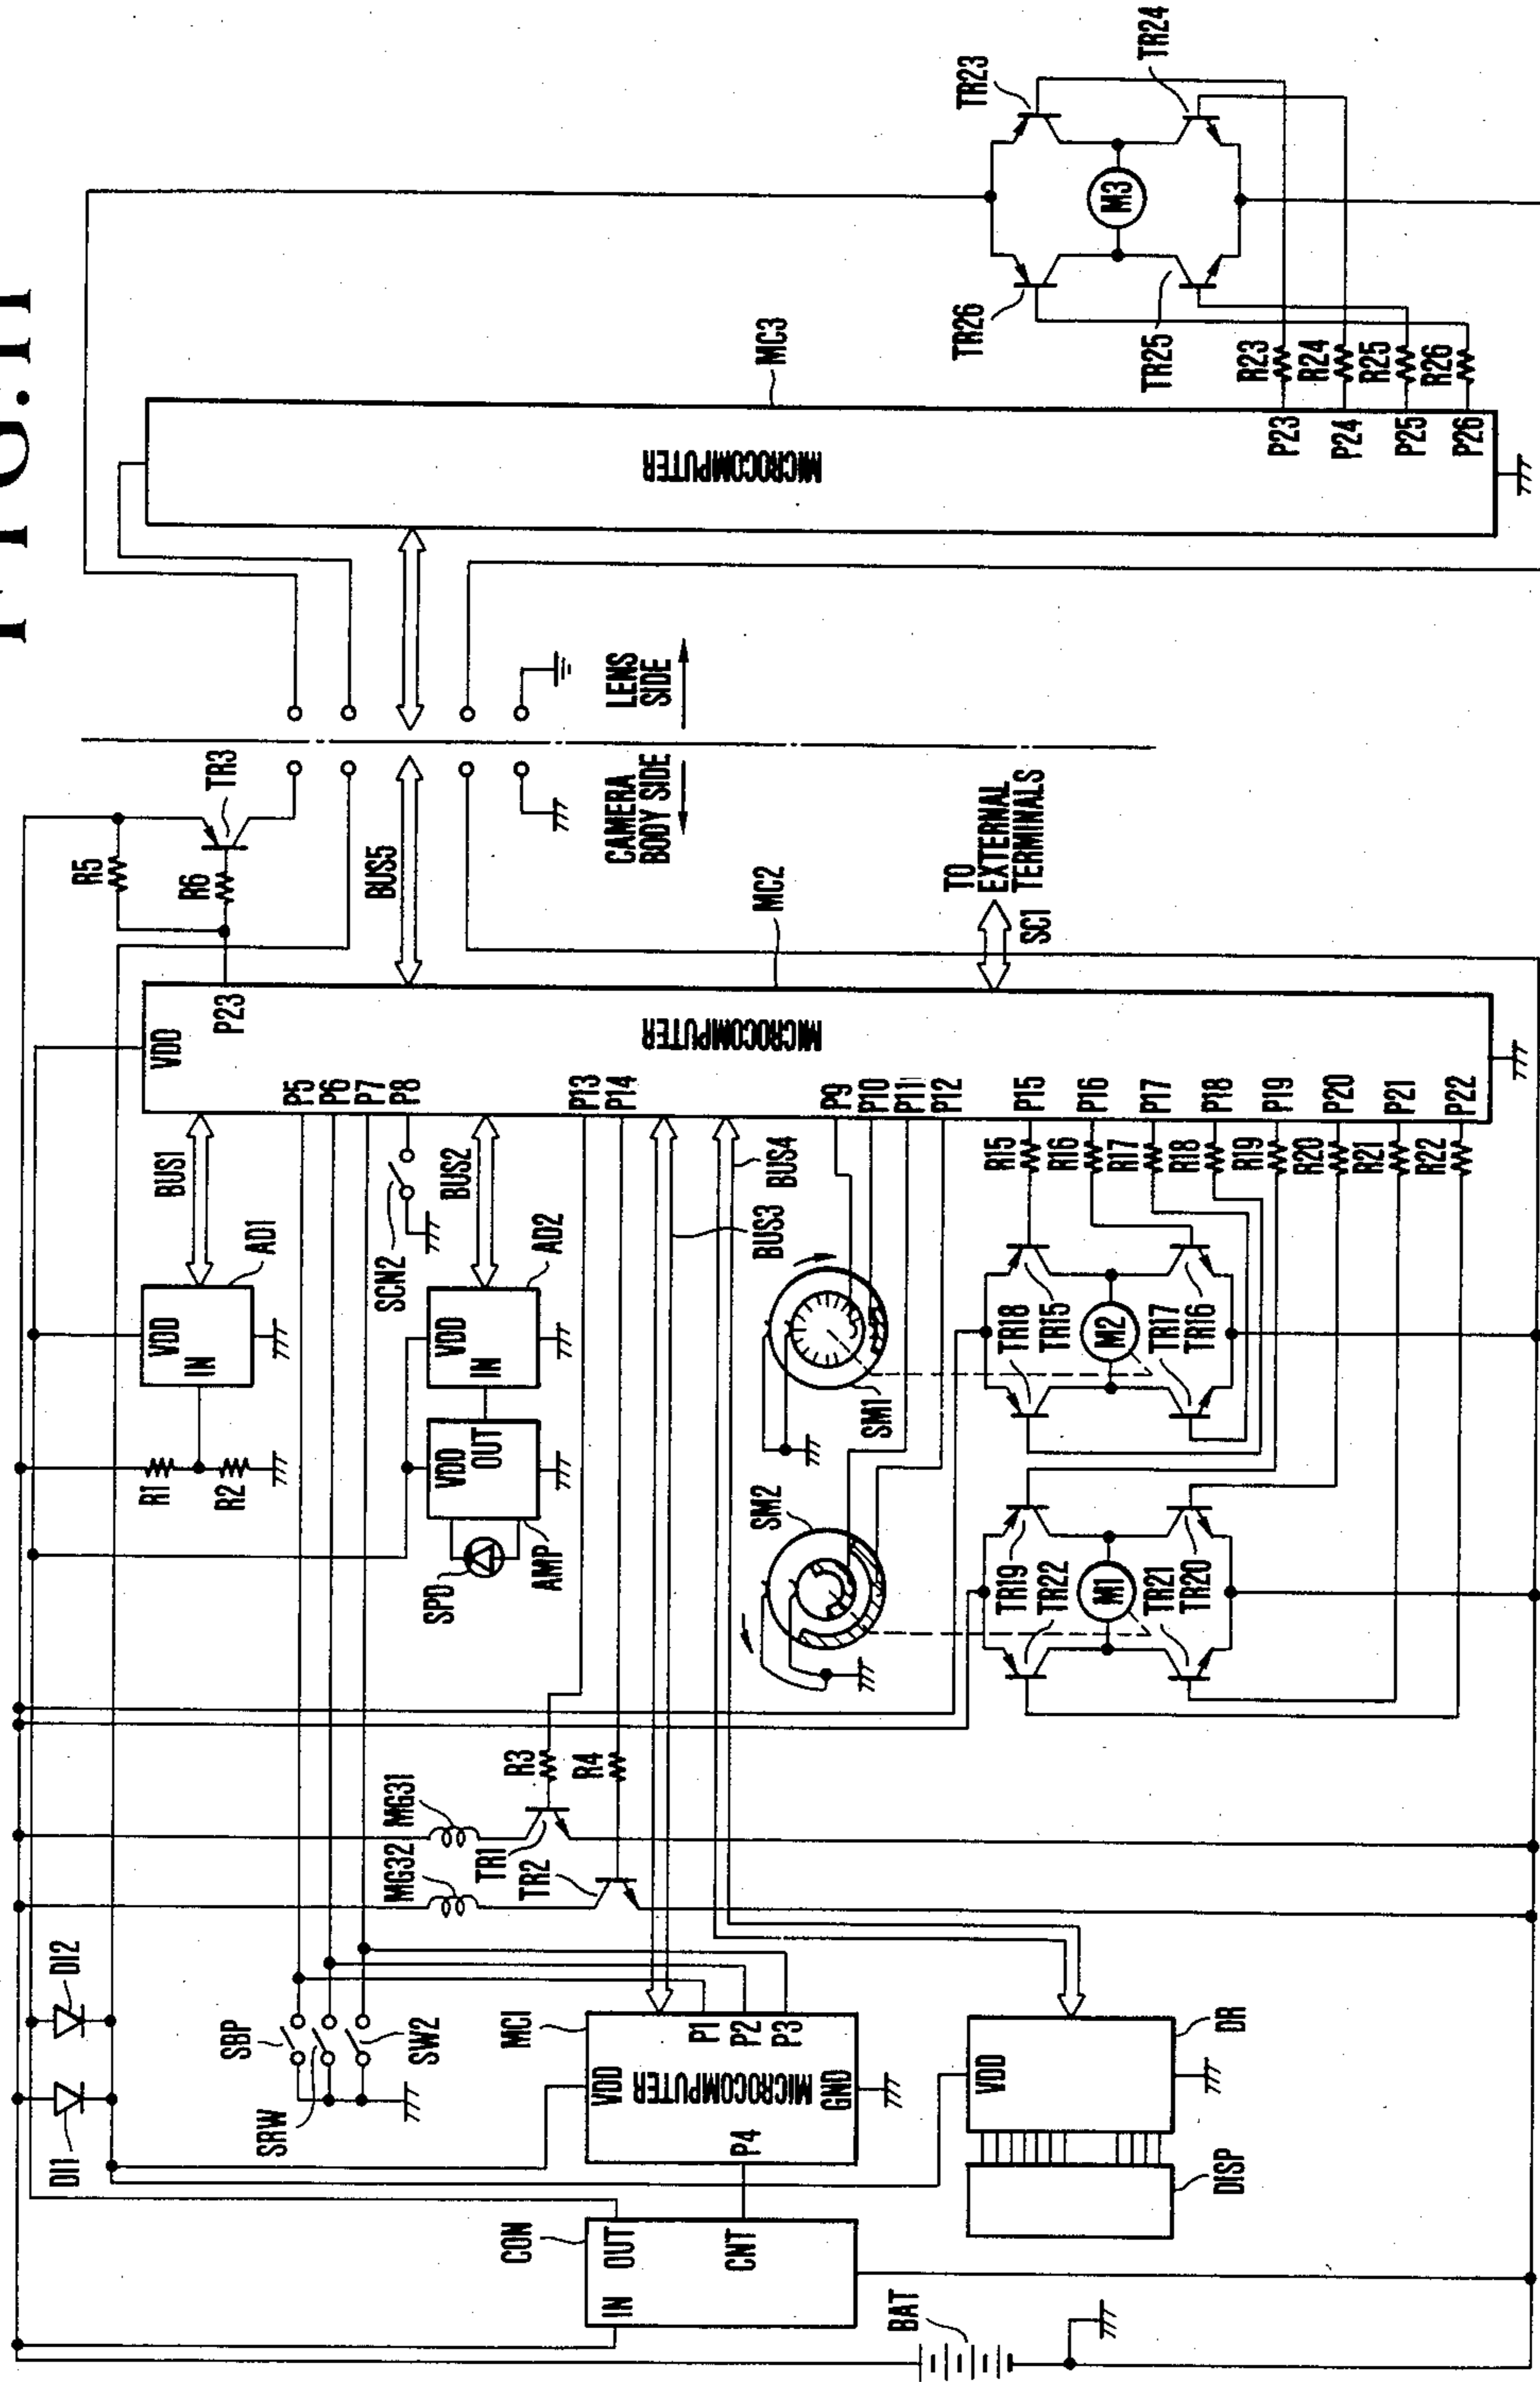 FIG.11
DI1
DI2
R5
TR3
R6
VDD
P23
BUS1
AD1
VDD
IN
R1
R2
SBP
SRW
SW2
P5
P6
P7
P8
SCN2
BUS5
BUS2
AD2
VDD
IN
VDD
OUT
SPD
AMP
MG32
MG31
TR1
TR2
R3
R4
P13
P14
CAMERA
BODY SIDE
LENS
SIDE
MICROCOMPUTER
MC2
MICROCOMPUTER
MC3
CON
IN
OUT
CNT
MC1
VDD
MICROCOMPUTER
GND
P1
P2
P3
P4
BUS3
BUS4
SM2
SM1
P9
P10
P11
P12
TO
EXTERNAL
TERMINALS
SC1
BAT
DISP
DR
VDD
TR19
TR22
M1
TR21
TR20
TR18
TR15
M2
TR17
TR16
R15
R16
R17
R18
R19
R20
R21
R22
P15
P16
P17
P18
P19
P20
P21
P22
TR23
TR24
TR26
TR25
M3
R23
R24
R25
R26
P23
P24
P25
P26